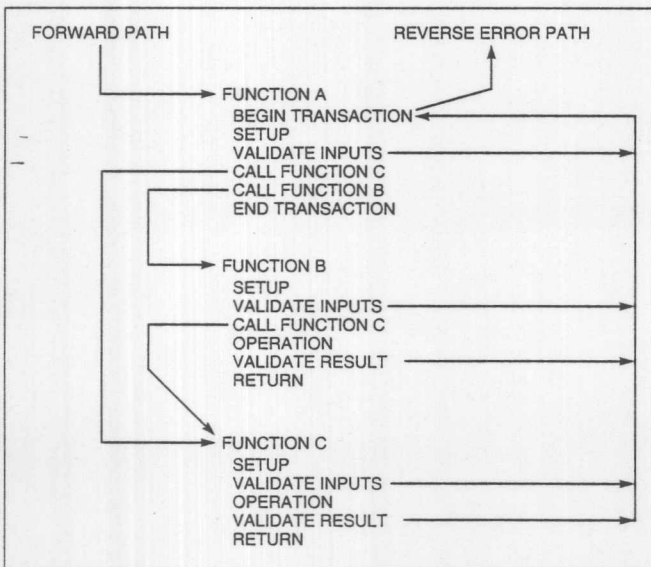 FORWARD PATH
REVERSE ERROR PATH
FUNCTION A
BEGIN TRANSACTION
SETUP
VALIDATE INPUTS
CALL FUNCTION C
CALL FUNCTION B
END TRANSACTION
FUNCTION B
SETUP
VALIDATE INPUTS
CALL FUNCTION C
OPERATION
VALIDATE RESULT
RETURN
FUNCTION C
SETUP
VALIDATE INPUTS
OPERATION
VALIDATE RESULT
RETURN